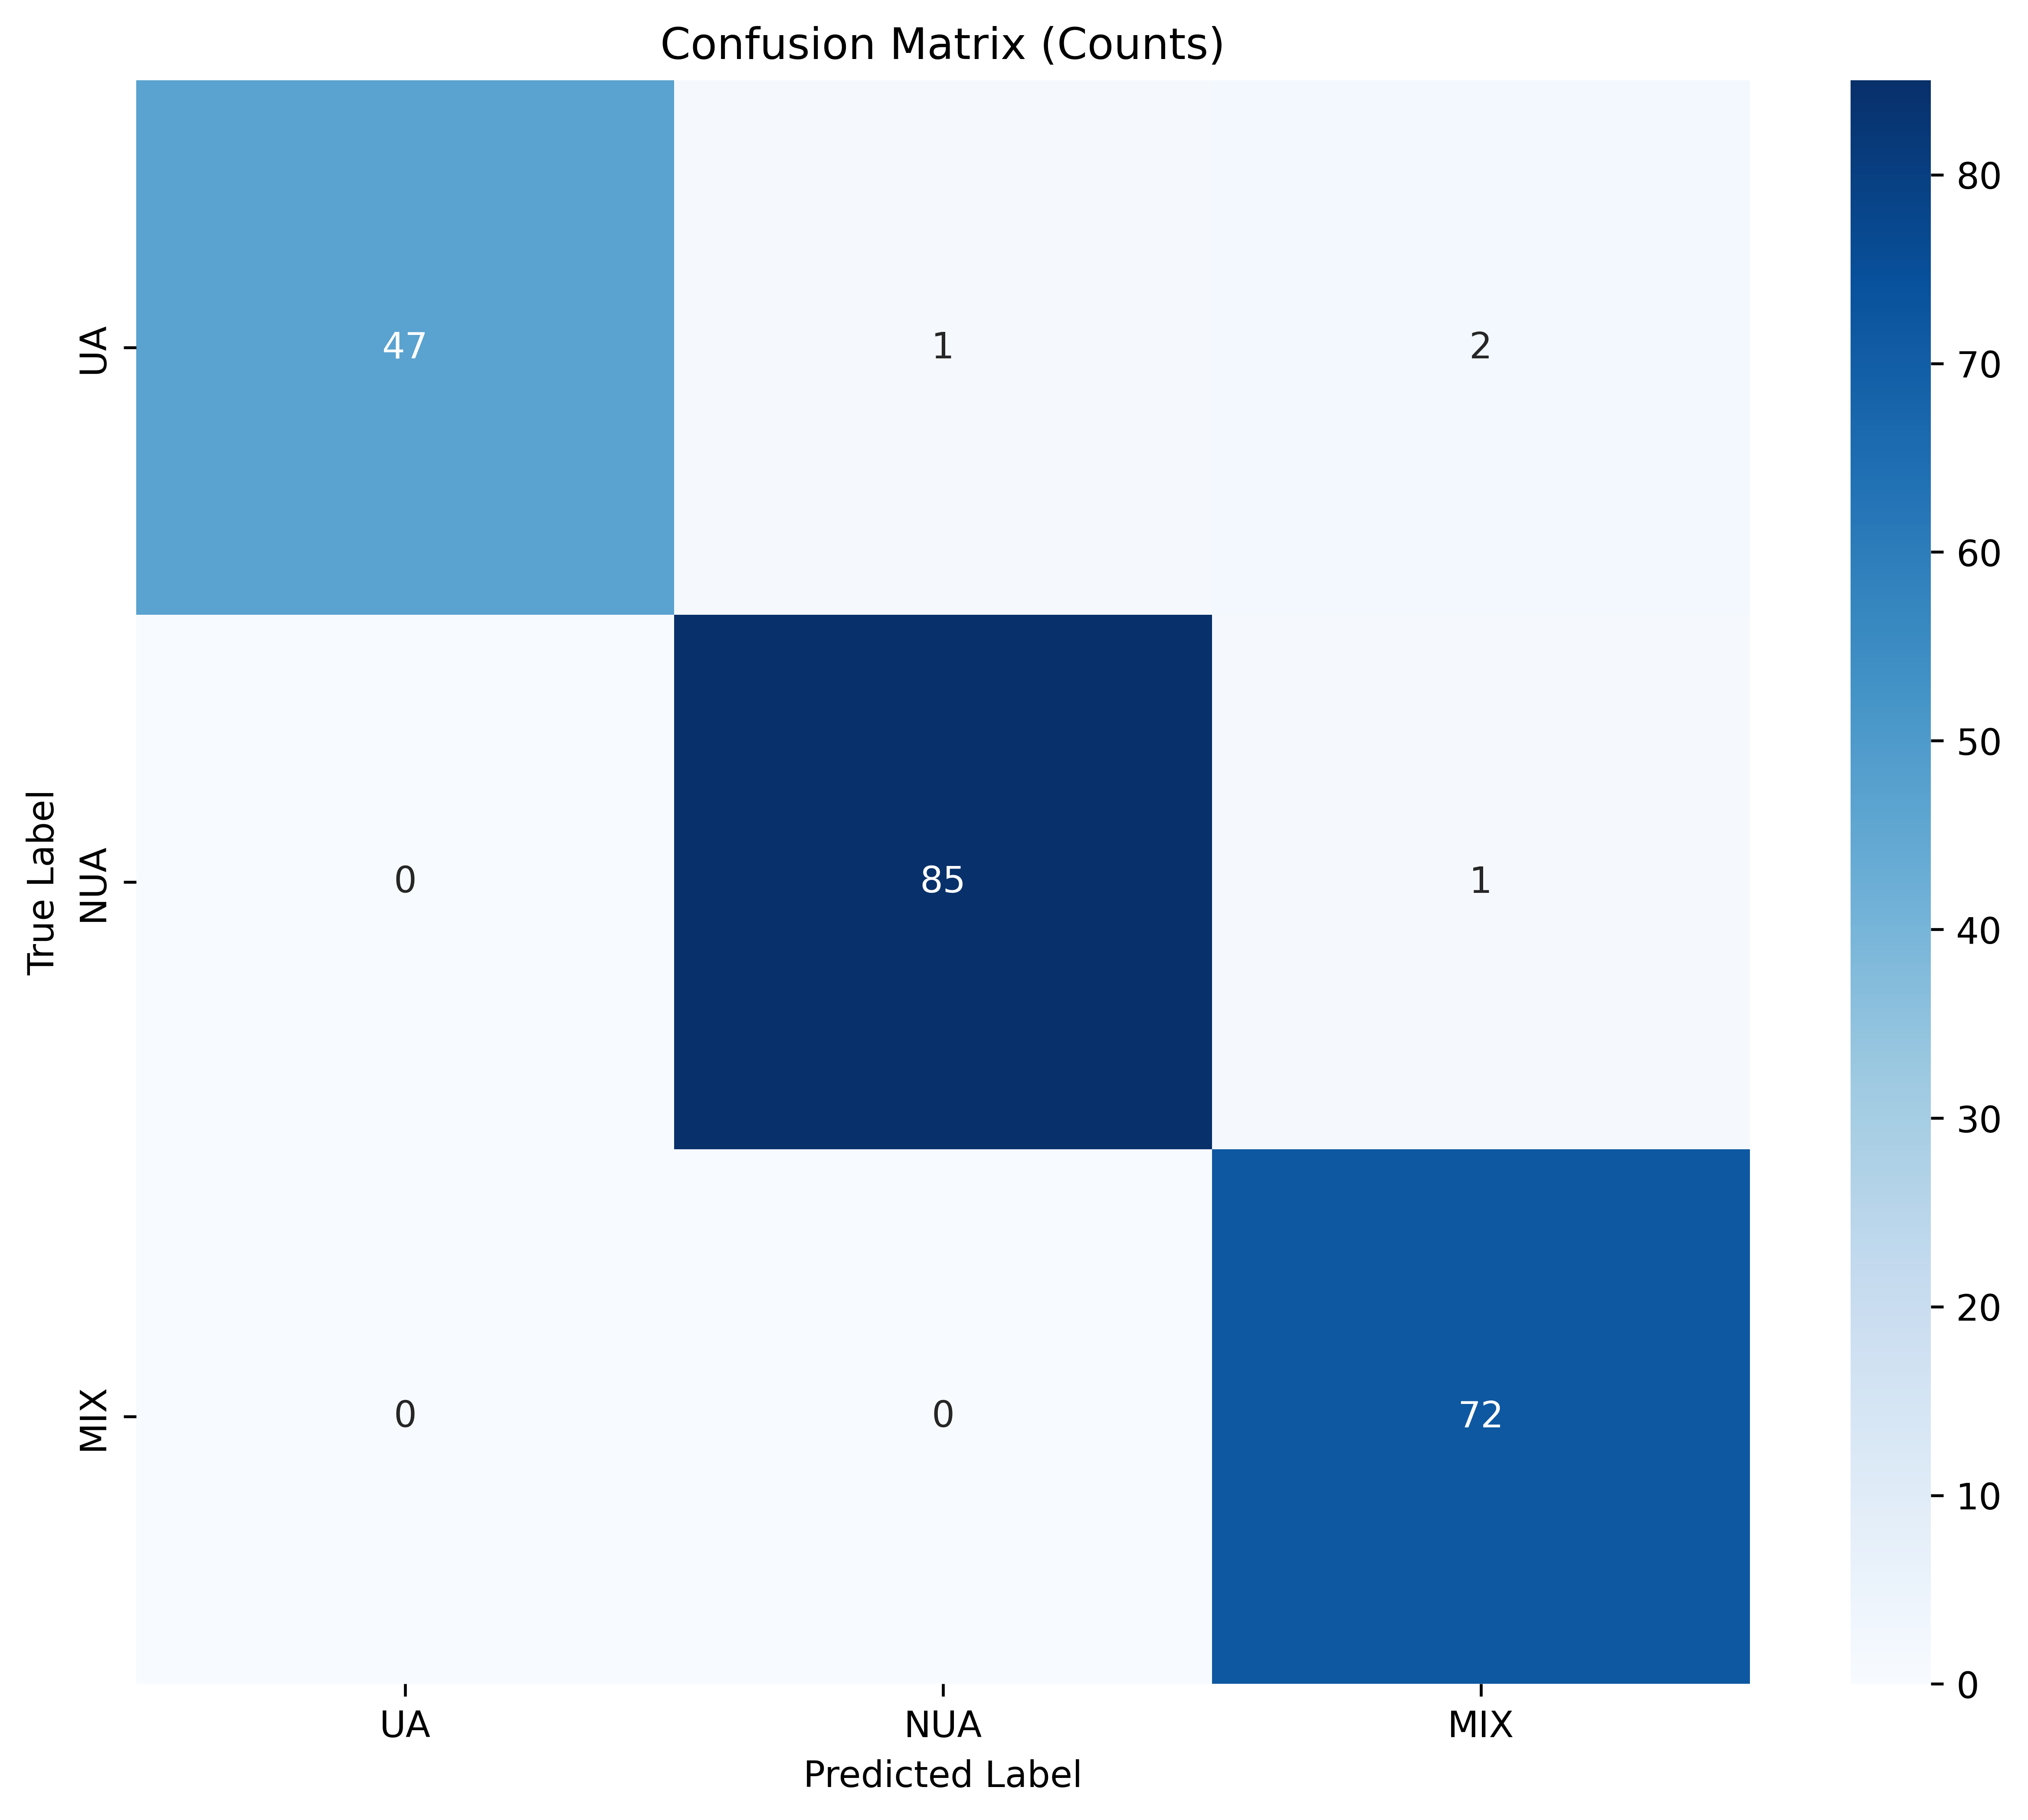 Confusion Matrix (Counts)
True Label
UA
47 1 2
NUA
0 85 1
MIX
0 0 72
UA NUA MIX
Predicted Label
80
70
60
50
40
30
20
10
0